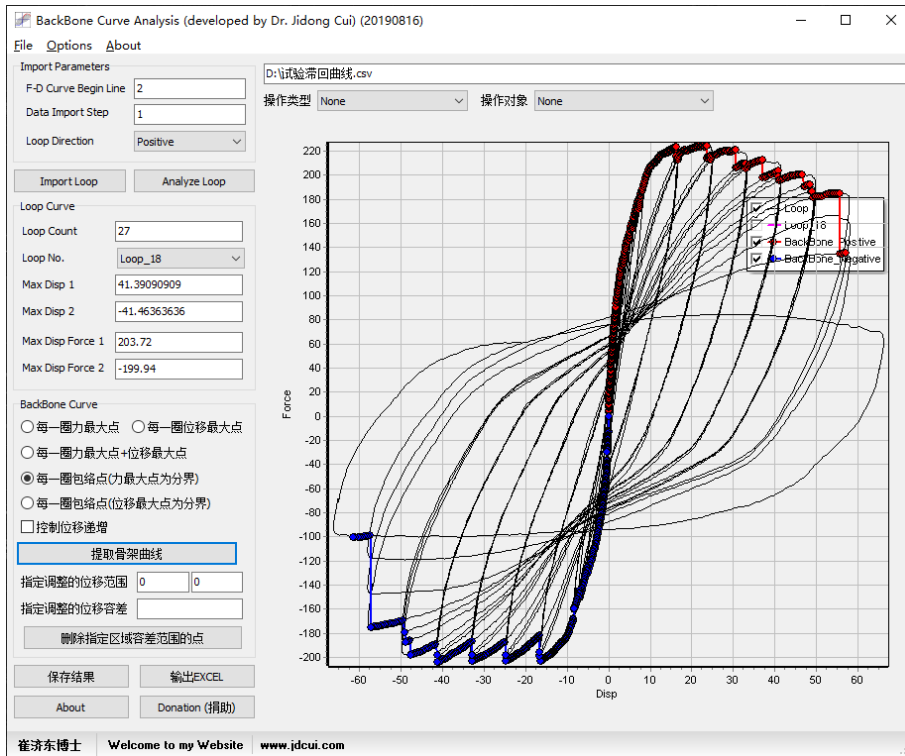 BackBone Curve Analysis (developed by Dr. Jidong Cui) (20190816)
File Options About
Import Parameters
F-D Curve Begin Line 2
Data Import Step 1
Loop Direction Positive
Import Loop Analyze Loop
Loop Curve
Loop Count 27
Loop No. Loop_18
Max Disp 1 41.39090909
Max Disp 2 -41.46363636
Max Disp Force 1 203.72
Max Disp Force 2 -199.94
BackBone Curve
每一圈力最大点 每一圈位移最大点
每一圈力最大点+位移最大点
每一圈包络点(力最大点为分界)
每一圈包络点(位移最大点为分界)
控制位移递增
提取骨架曲线
指定调整的位移范围 0 0
指定调整的位移容差
删除指定区域容差范围的点
保存结果 输出EXCEL
About Donation (捐助)
D:\试验滞回曲线.csv
操作类型 None 操作对象 None
220
200
180
160
140
120
100
80
60
40
20
0
-20
-40
-60
-80
-100
-120
-140
-160
-180
-200
Force
-60 -50 -40 -30 -20 -10 0 10 20 30 40 50 60
Disp
Loop
Loop_18
BackBone_Postive
BackBone_Negative
崔济东博士 Welcome to my Website www.jdcui.com